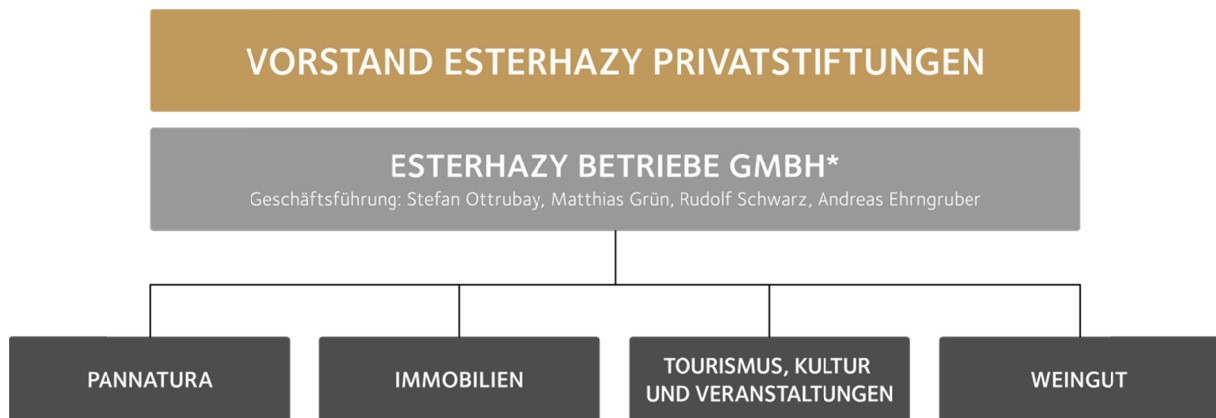 VORSTAND ESTERHAZY PRIVATSTIFTUNGEN
ESTERHAZY BETRIEBE GMBH*
Geschäftsführung: Stefan Ottrubay, Matthias Grün, Rudolf Schwarz, Andreas Ehrngruber
PANNATURA
IMMOBILIEN
TOURISMUS, KULTUR
UND VERANSTALTUNGEN
WEINGUT